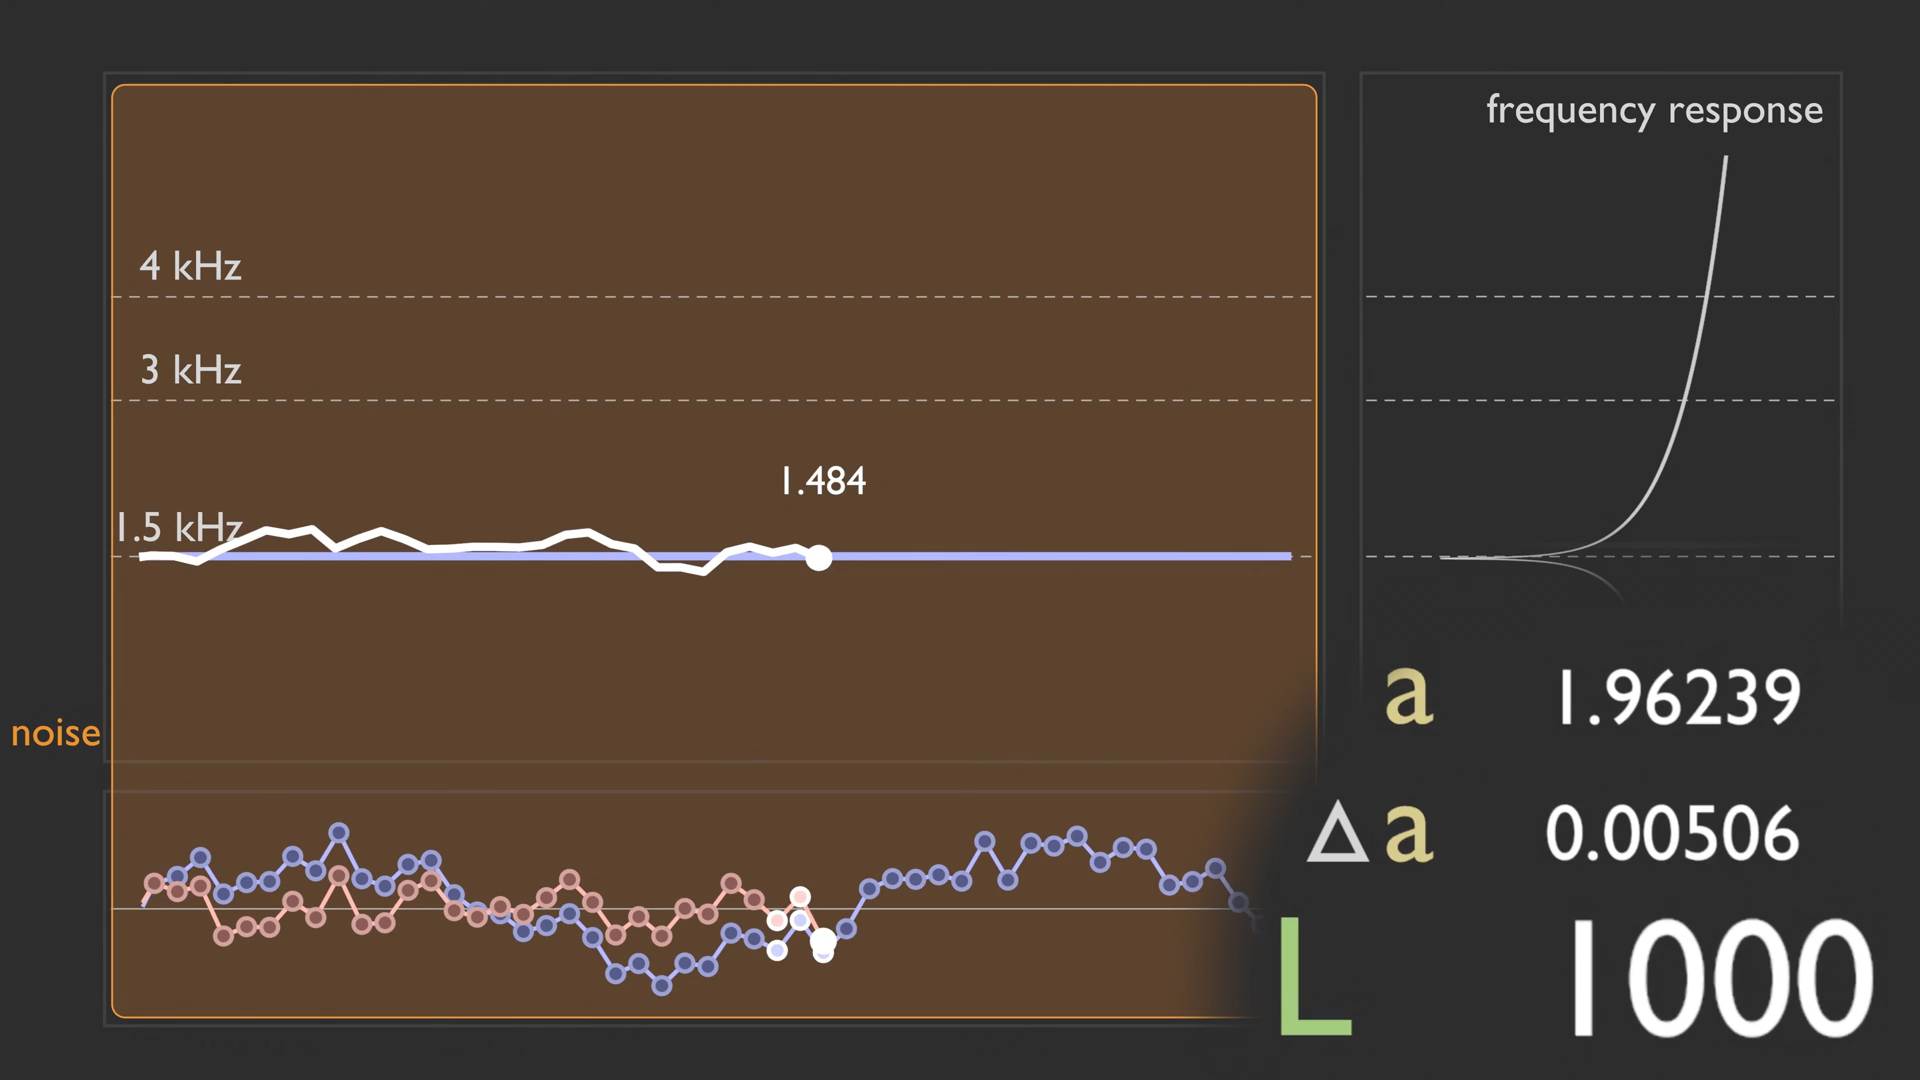 frequency response
4 kHz
3 kHz
1.484
1.5 kHz
a 1.96239
noise
Δa 0.00506
L 1000